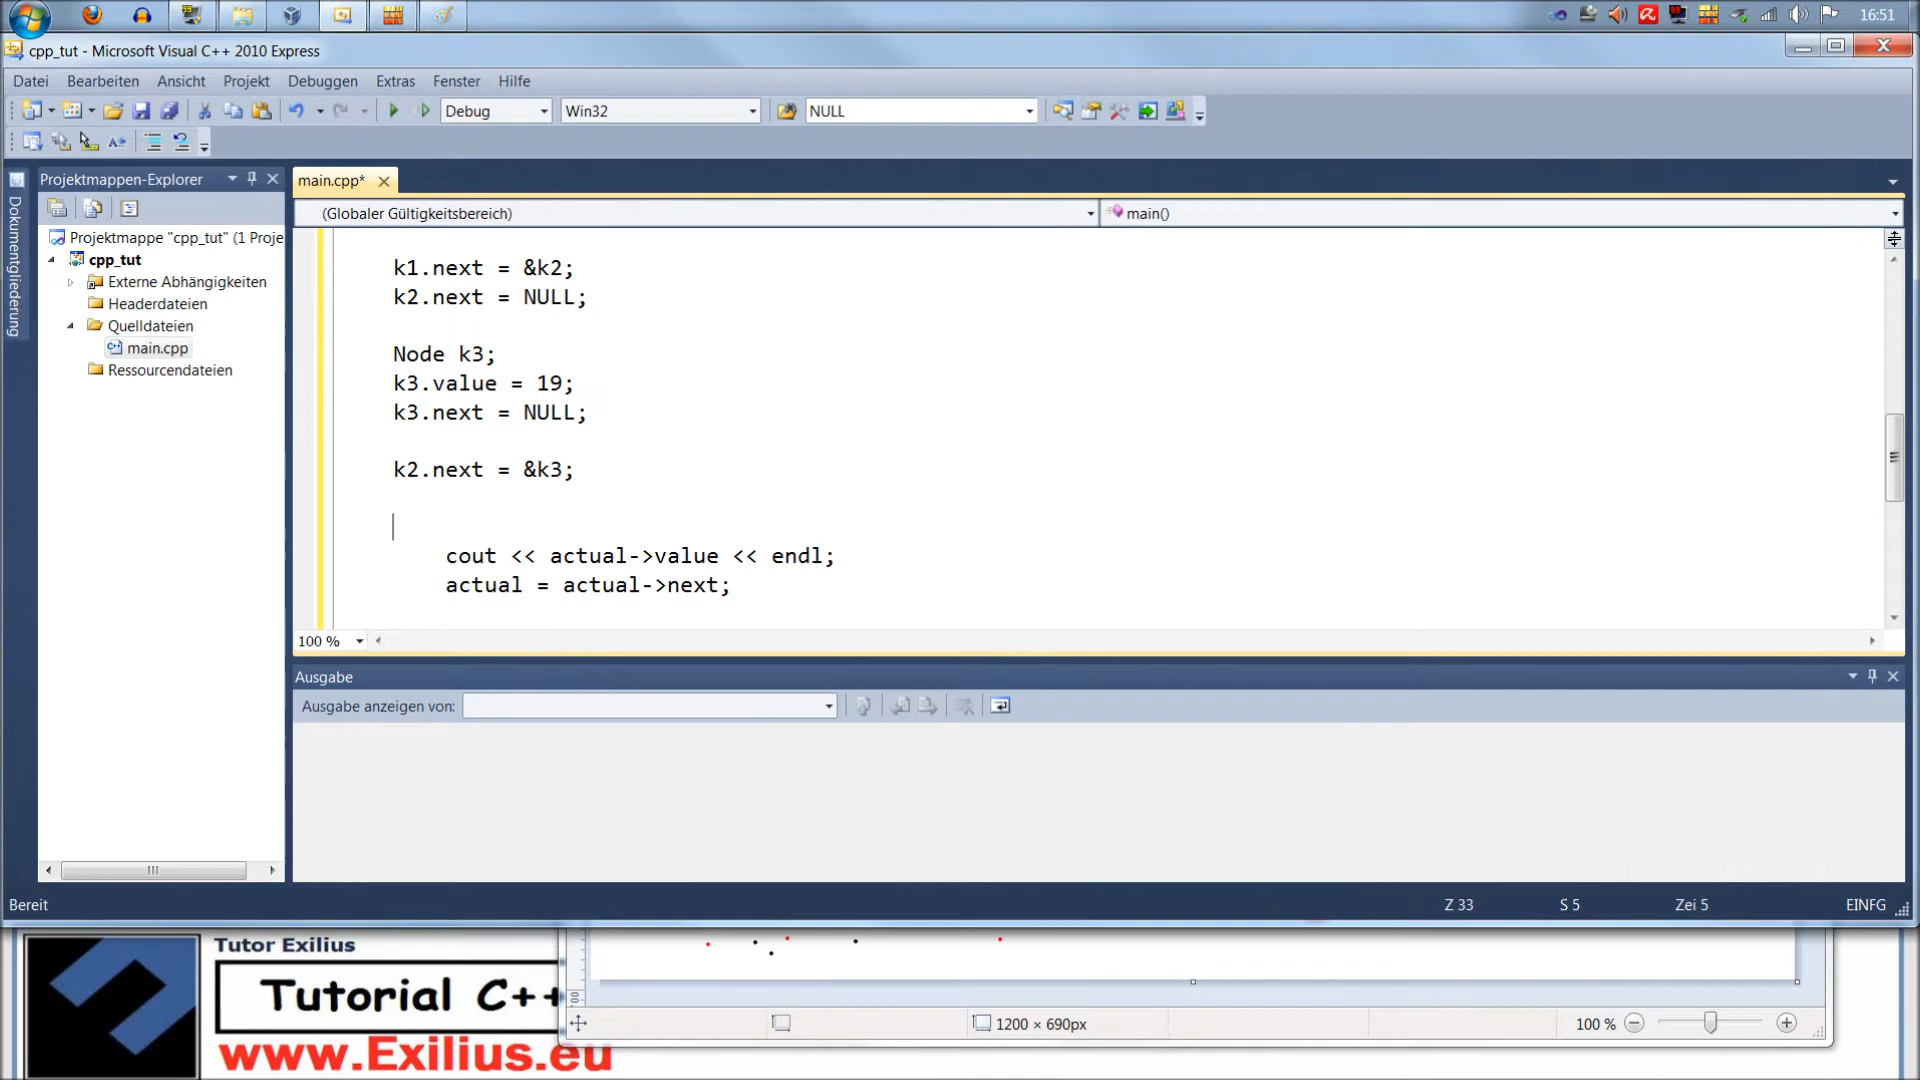 16:51
cpp_tut - Microsoft Visual C++ 2010 Express
Datei Bearbeiten Ansicht Projekt Debuggen Extras Fenster Hilfe
Debug Win32 NULL
Dokumentgliederung
Projektmappen-Explorer
main.cpp*
(Globaler Gültigkeitsbereich) main()
Projektmappe "cpp_tut" (1 Proje
cpp_tut
Externe Abhängigkeiten
Headerdateien
Quelldateien
main.cpp
Ressourcendateien
k1.next = &k2;
k2.next = NULL;
Node k3;
k3.value = 19;
k3.next = NULL;
k2.next = &k3;
cout << actual->value << endl;
actual = actual->next;
100 %
Ausgabe
Ausgabe anzeigen von:
Bereit Z 33 S 5 Zei 5 EINFG
Tutor Exilius
Tutorial C++
www.Exilius.eu
1200 × 690px 100 %